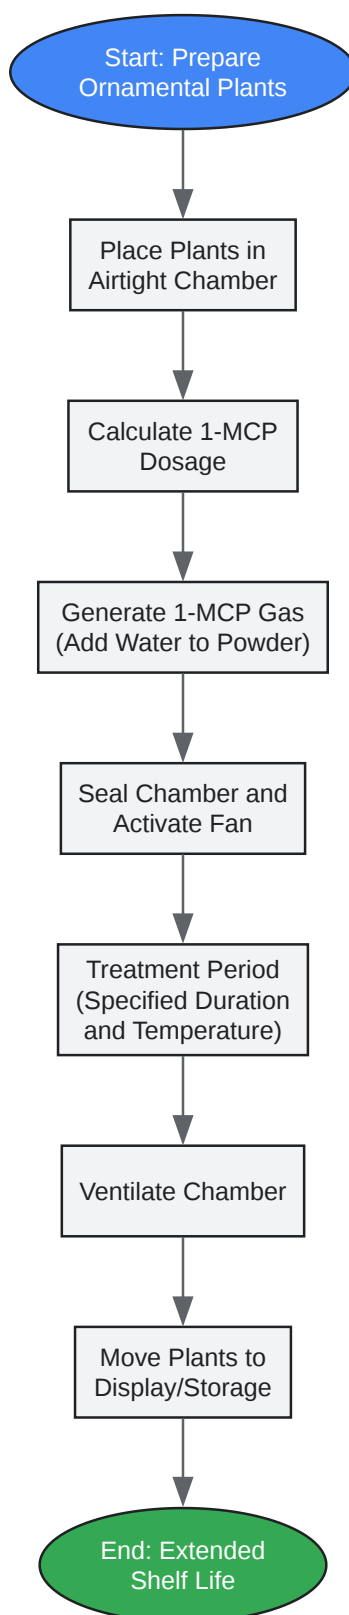 Start: Prepare
Ornamental Plants
Place Plants in
Airtight Chamber
Calculate 1-MCP
Dosage
Generate 1-MCP Gas
(Add Water to Powder)
Seal Chamber and
Activate Fan
Treatment Period
(Specified Duration
and Temperature)
Ventilate Chamber
Move Plants to
Display/Storage
End: Extended
Shelf Life